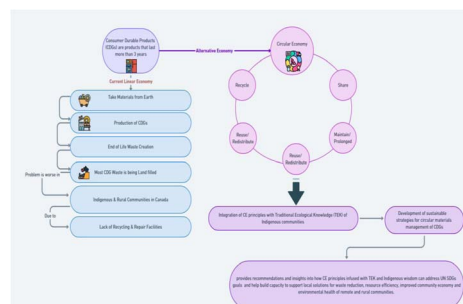 Consumer Durable Products
(CDGs) are products that last
more than 3 years
Alternative Economy
Circular Economy
Current Linear Economy
Take Materials from Earth
Production of CDGs
End of Life Waste Creation
Most CDG Waste is being Land filled
Problem is worse in
Indigenous & Rural Communities in Canada
Due to
Lack of Recycling & Repair Facilities
Recycle
Share
Reuse/
Redistribute
Maintain/
Prolonged
Reuse/
Redistribute
Integration of CE principles with Traditional Ecological Knowledge (TEK) of
Indigenous communities
Development of sustainable
strategies for circular materials
management of CDGs
provides recommendations and insights into how CE principles infused with TEK and Indigenous wisdom can address UN SDGs
goals and help build capacity to support local solutions for waste reduction, resource efficiency, improved community economy and
environmental health of remote and rural communities.